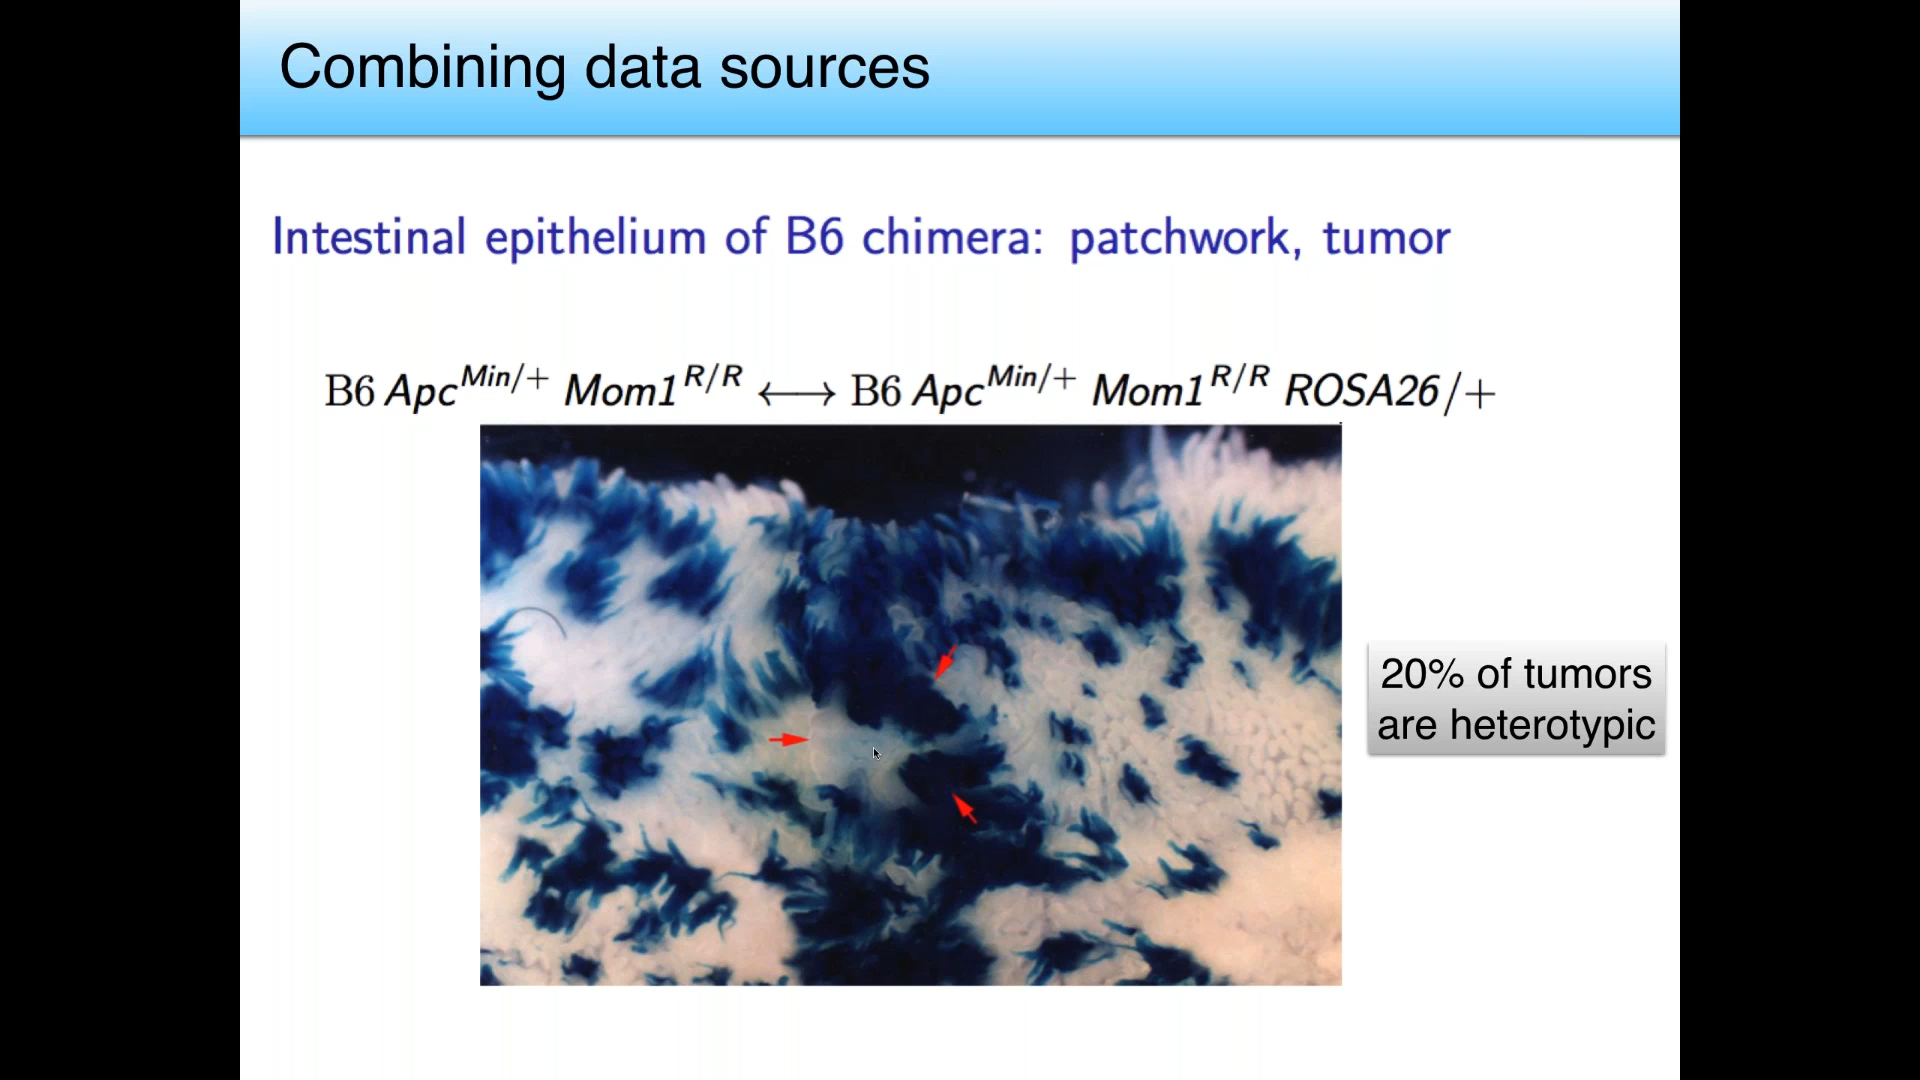 Combining data sources
Intestinal epithelium of B6 chimera: patchwork, tumor
B6 Apc^Min/+ Mom1^R/R ⟷ B6 Apc^Min/+ Mom1^R/R ROSA26/+
20% of tumors
are heterotypic